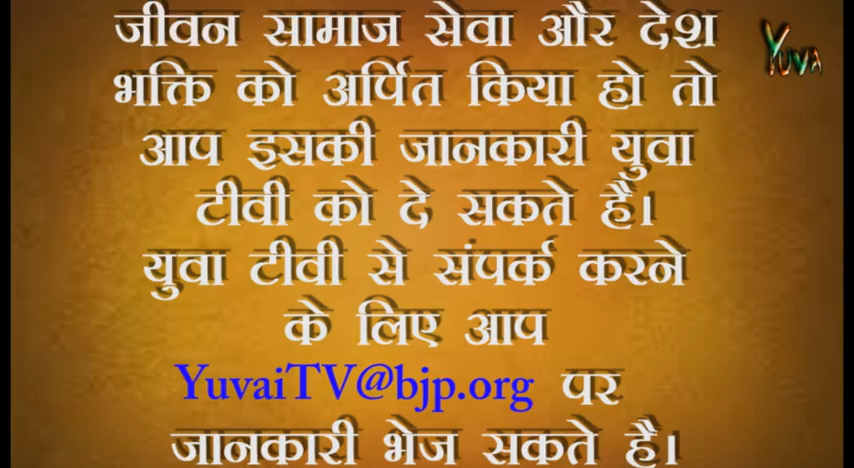 जीवन सामाज सेवा और देश
भक्ति को अर्पित किया हो तो
आप इसकी जानकारी युवा
टीवी को दे सकते है।
युवा टीवी से संपर्क करने
के लिए आप
YuvaiTV@bjp.org पर
जानकारी भेज सकते है।
YUVA